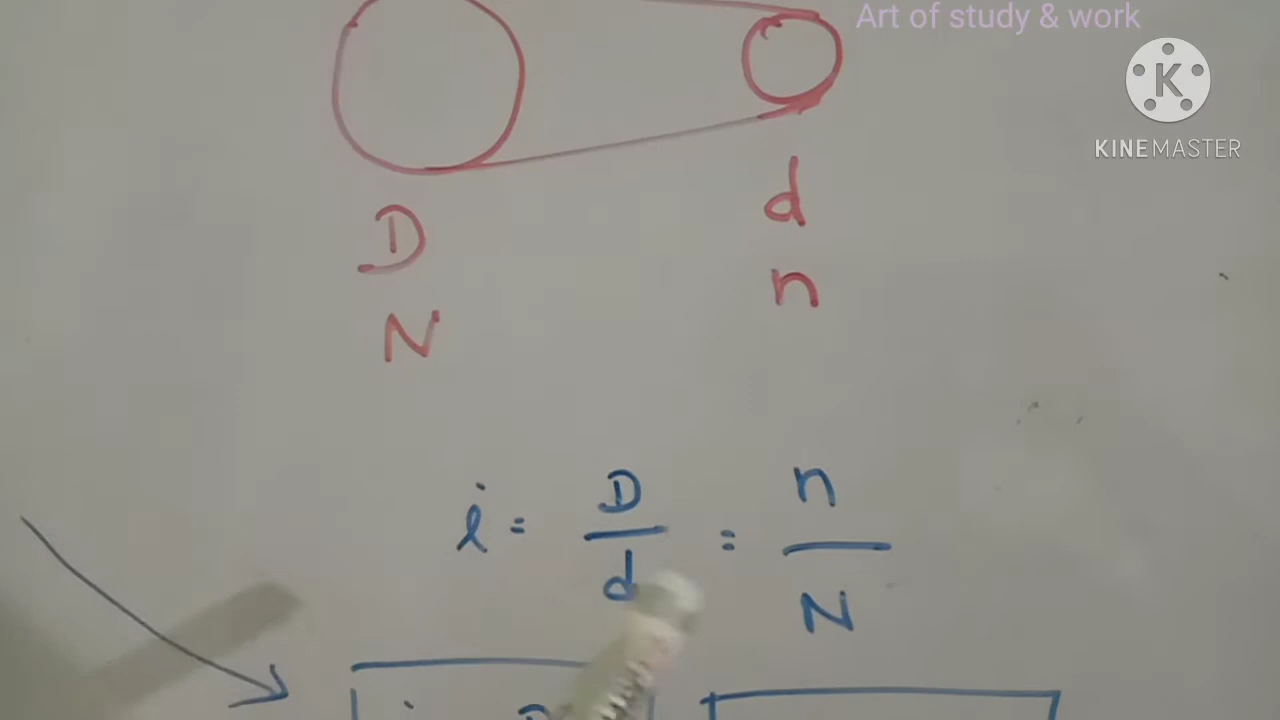 Art of study & work
K
KINEMASTER
D
d
N
n
i = D/d = n/N
i